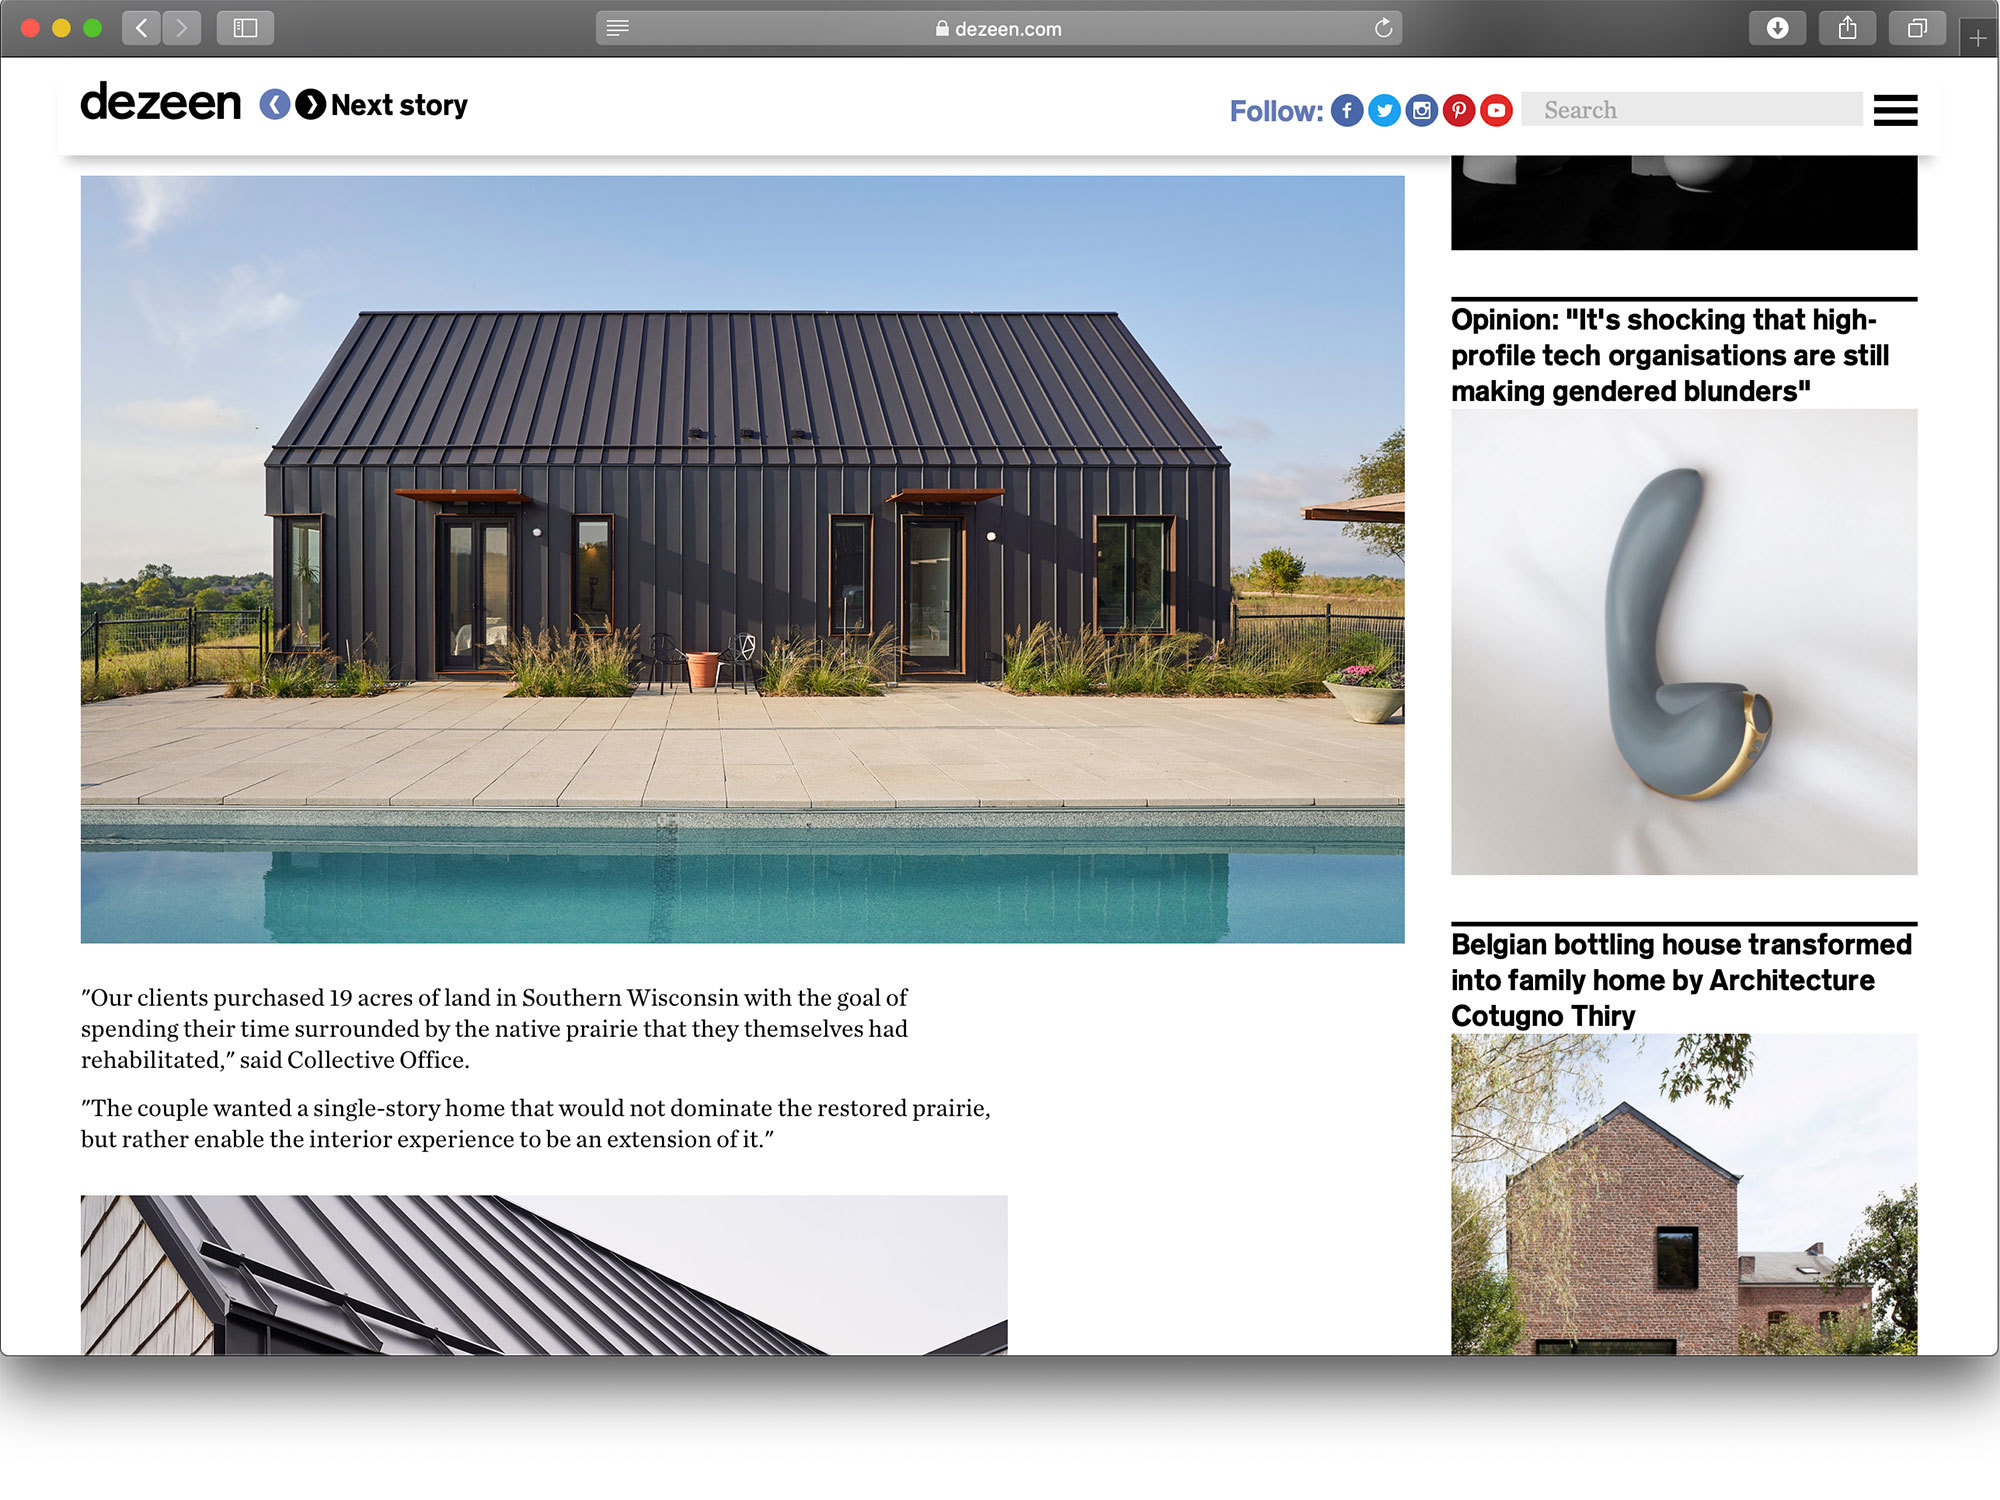 dezeen.com
dezeen
Next story
Follow:
Search
Opinion: "It's shocking that high-
profile tech organisations are still
making gendered blunders"
"Our clients purchased 19 acres of land in Southern Wisconsin with the goal of
spending their time surrounded by the native prairie that they themselves had
rehabilitated," said Collective Office.
"The couple wanted a single-story home that would not dominate the restored prairie,
but rather enable the interior experience to be an extension of it."
Belgian bottling house transformed
into family home by Architecture
Cotugno Thiry